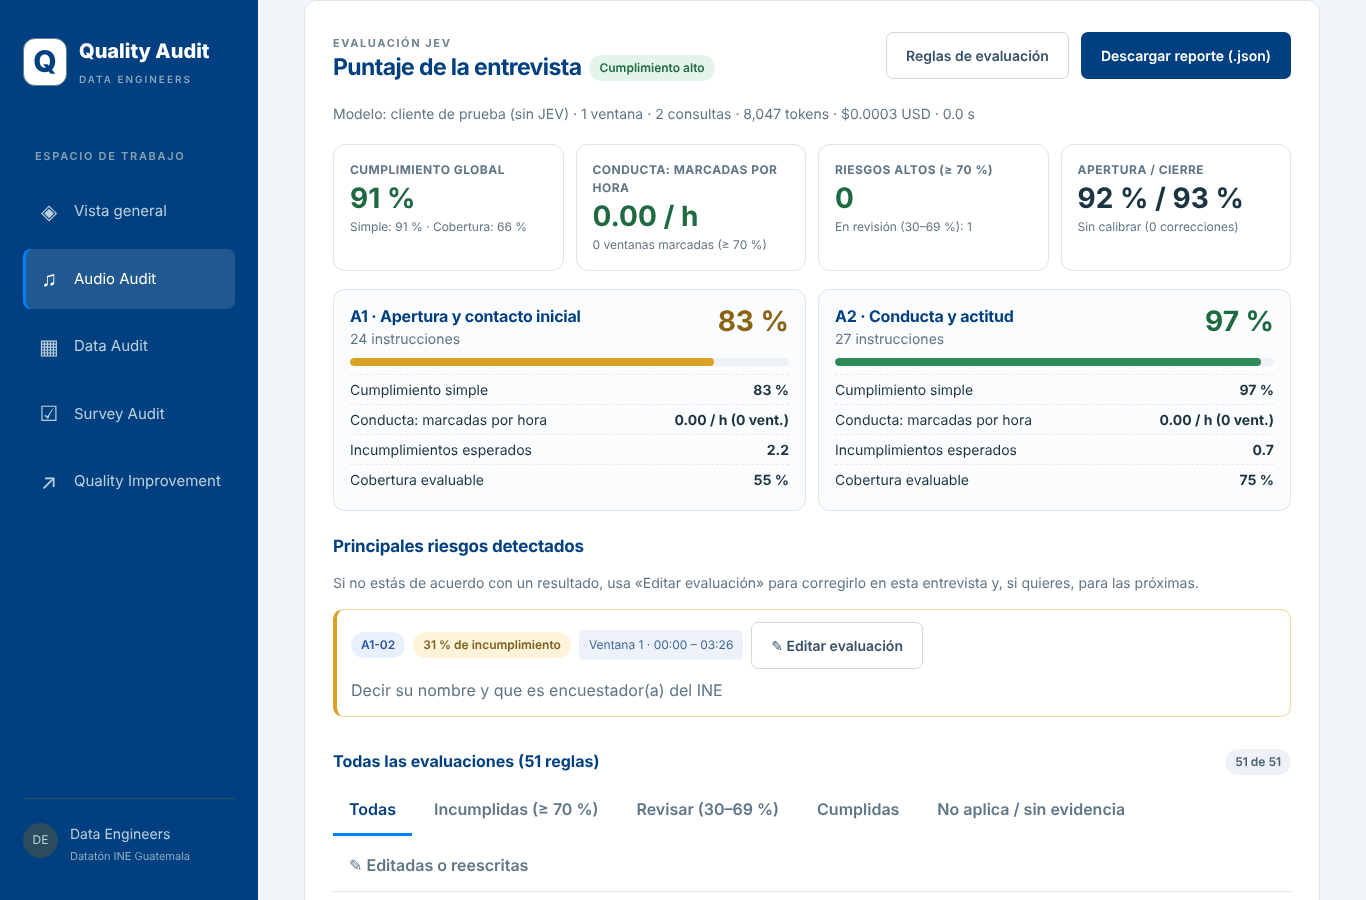 Q
Quality Audit
DATA ENGINEERS
ESPACIO DE TRABAJO
◈ Vista general
♫ Audio Audit
▦ Data Audit
☑ Survey Audit
↗ Quality Improvement
DE
Data Engineers
Datatón INE Guatemala
EVALUACIÓN JEV
Puntaje de la entrevista
Cumplimiento alto
Reglas de evaluación
Descargar reporte (.json)
Modelo: cliente de prueba (sin JEV) · 1 ventana · 2 consultas · 8,047 tokens · $0.0003 USD · 0.0 s
CUMPLIMIENTO GLOBAL
91 %
Simple: 91 % · Cobertura: 66 %
CONDUCTA: MARCADAS POR
HORA
0.00 / h
0 ventanas marcadas (≥ 70 %)
RIESGOS ALTOS (≥ 70 %)
0
En revisión (30–69 %): 1
APERTURA / CIERRE
92 % / 93 %
Sin calibrar (0 correcciones)
A1 · Apertura y contacto inicial
83 %
24 instrucciones
Cumplimiento simple 83 %
Conducta: marcadas por hora 0.00 / h (0 vent.)
Incumplimientos esperados 2.2
Cobertura evaluable 55 %
A2 · Conducta y actitud
97 %
27 instrucciones
Cumplimiento simple 97 %
Conducta: marcadas por hora 0.00 / h (0 vent.)
Incumplimientos esperados 0.7
Cobertura evaluable 75 %
Principales riesgos detectados
Si no estás de acuerdo con un resultado, usa «Editar evaluación» para corregirlo en esta entrevista y, si quieres, para las próximas.
A1-02
31 % de incumplimiento
Ventana 1 · 00:00 – 03:26
✎ Editar evaluación
Decir su nombre y que es encuestador(a) del INE
Todas las evaluaciones (51 reglas)
51 de 51
Todas
Incumplidas (≥ 70 %)
Revisar (30–69 %)
Cumplidas
No aplica / sin evidencia
✎ Editadas o reescritas